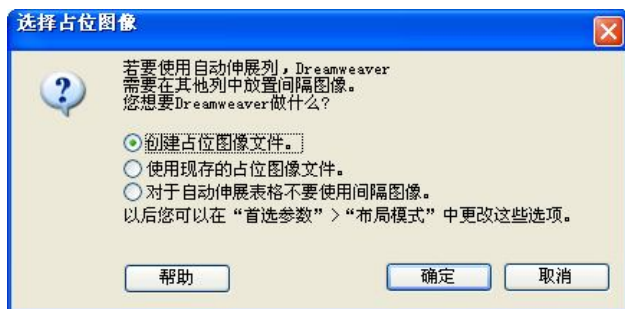 选择占位图像
若要使用自动伸展列，Dreamweaver
需要在其他列中放置间隔图像。
您想要Dreamweaver做什么？
创建占位图像文件。
使用现存的占位图像文件。
对于自动伸展表格不要使用间隔图像。
以后您可以在“首选参数”>“布局模式”中更改这些选项。
帮助 确定 取消